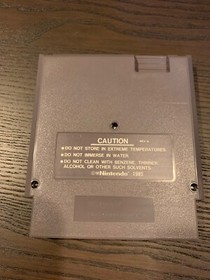 CAUTION
● DO NOT STORE IN EXTREME TEMPERATURES.
● DO NOT IMMERSE IN WATER.
● DO NOT CLEAN WITH BENZENE, THINNER,
ALCOHOL OR OTHER SUCH SOLVENTS.
©®Nintendo 1985